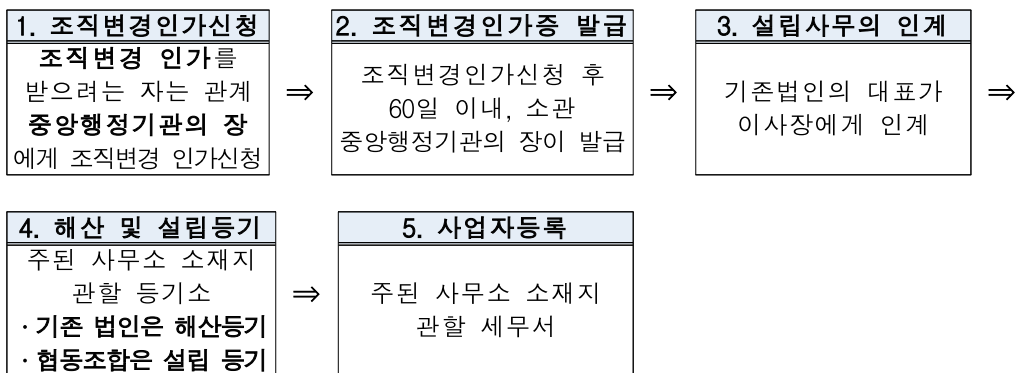 1. 조직변경인가신청
조직변경 인가를
받으려는 자는 관계
중앙행정기관의 장
에게 조직변경 인가신청
⇒
2. 조직변경인가증 발급
조직변경인가신청 후
60일 이내, 소관
중앙행정기관의 장이 발급
⇒
3. 설립사무의 인계
기존법인의 대표가
이사장에게 인계
⇒
4. 해산 및 설립등기
주된 사무소 소재지
관할 등기소
· 기존 법인은 해산등기
· 협동조합은 설립 등기
⇒
5. 사업자등록
주된 사무소 소재지
관할 세무서